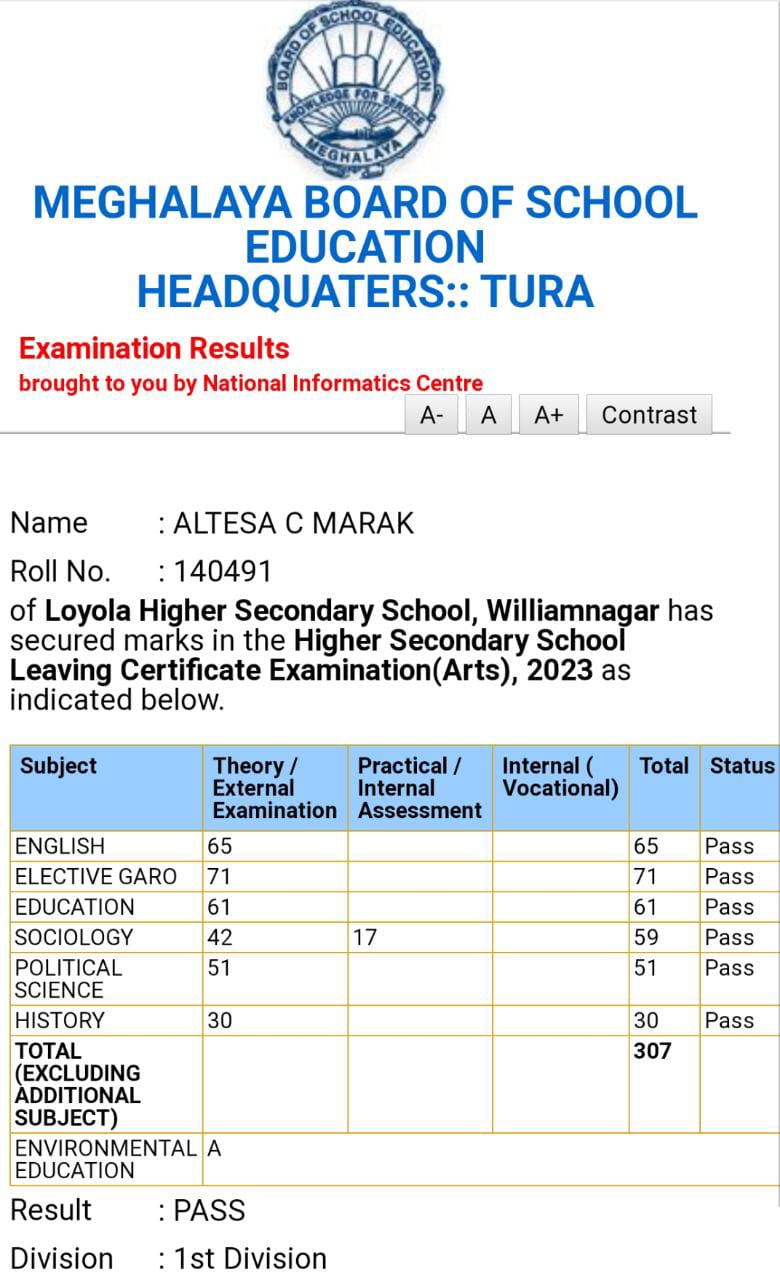 BOARD OF SCHOOL EDUCATION
KNOWLEDGE FOR SERVICE
MEGHALAYA
MEGHALAYA BOARD OF SCHOOL
EDUCATION
HEADQUATERS:: TURA
Examination Results
brought to you by National Informatics Centre
A- A A+ Contrast
Name : ALTESA C MARAK
Roll No. : 140491
of Loyola Higher Secondary School, Williamnagar has
secured marks in the Higher Secondary School
Leaving Certificate Examination(Arts), 2023 as
indicated below.
Subject Theory / Practical / Internal ( Total Status
External Internal Vocational)
Examination Assessment
ENGLISH 65 65 Pass
ELECTIVE GARO 71 71 Pass
EDUCATION 61 61 Pass
SOCIOLOGY 42 17 59 Pass
POLITICAL 51 51 Pass
SCIENCE
HISTORY 30 30 Pass
TOTAL 307
(EXCLUDING
ADDITIONAL
SUBJECT)
ENVIRONMENTAL A
EDUCATION
Result : PASS
Division : 1st Division